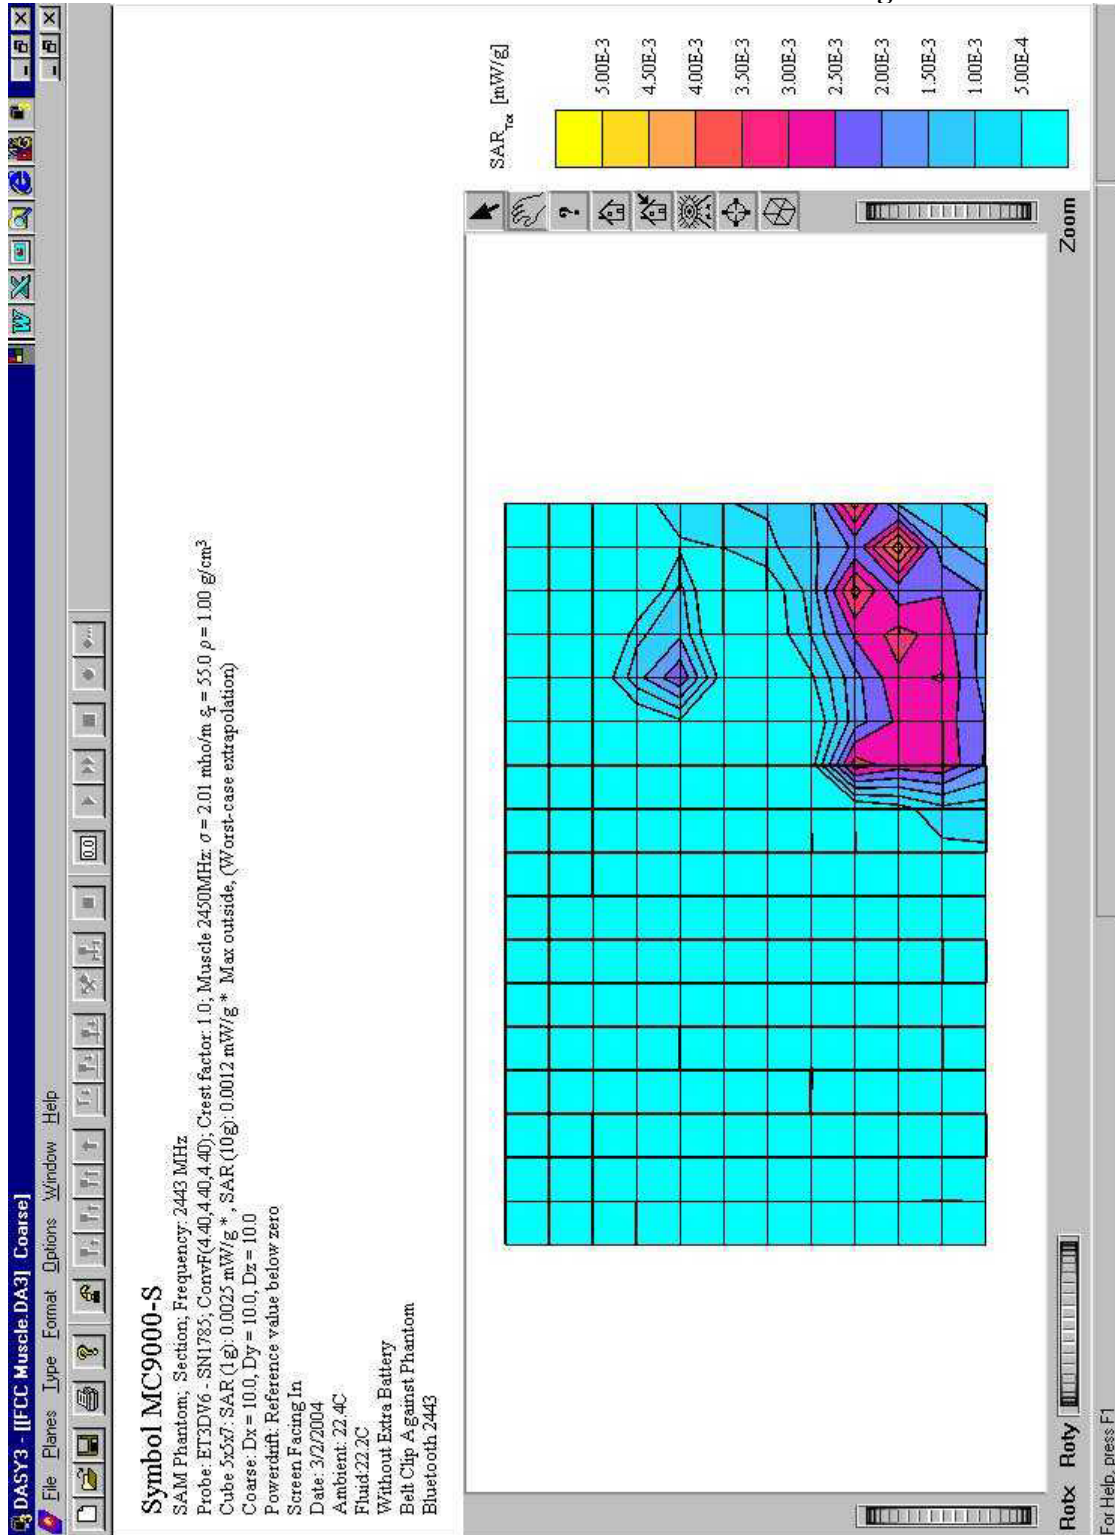 DASY3 - [[FCC Muscle.DA3] Coarse]
File Planes Type Format Options Window Help
0.0
Symbol MC9000-S
SAM Phantom; Section; Frequency: 2443 MHz
Probe: ET3DV6 - SN1785; ConvF(4.40,4.40,4.40); Crest factor: 1.0; Muscle 2450MHz: σ = 2.01 mho/m εr = 55.0 ρ = 1.00 g/cm³
Cube 5x5x7: SAR (1g): 0.0025 mW/g * , SAR (10g): 0.0012 mW/g * Max outside, (Worst-case extrapolation)
Coarse: Dx = 10.0, Dy = 10.0, Dz = 10.0
Powerdrift: Reference value below zero
Screen Facing In
Date: 3/2/2004
Ambient: 22.4C
Fluid:22.2C
Without Extra Battery
Belt Clip Against Phantom
Bluetooth 2443
SAR Tot [mW/g]
5.00E-3
4.50E-3
4.00E-3
3.50E-3
3.00E-3
2.50E-3
2.00E-3
1.50E-3
1.00E-3
5.00E-4
Rotx Roty Zoom
For Help, press F1